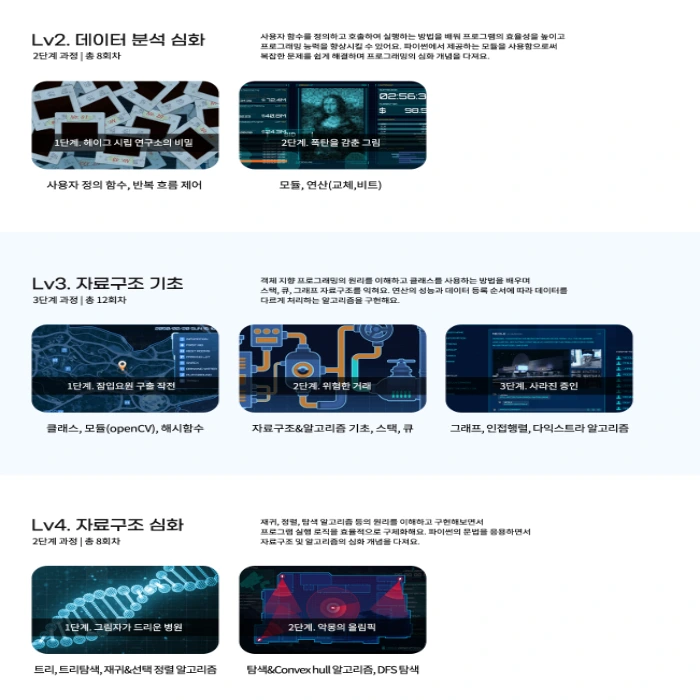 Lv2. 데이터 분석 심화
2단계 과정 | 총 8회차
사용자 함수를 정의하고 호출하여 실행하는 방법을 배워 프로그램의 효율성을 높이고
프로그래밍 능력을 향상시킬 수 있어요. 파이썬에서 제공하는 모듈을 사용함으로써
복잡한 문제를 쉽게 해결하며 프로그래밍의 심화 개념을 다져요.
1단계. 헤이그 시립 연구소의 비밀
2단계. 폭탄을 감춘 그림
사용자 정의 함수, 반복 흐름 제어
모듈, 연산(교체,비트)
Lv3. 자료구조 기초
3단계 과정 | 총 12회차
객체 지향 프로그래밍의 원리를 이해하고 클래스를 사용하는 방법을 배우며
스택, 큐, 그래프 자료구조를 익혀요. 연산의 성능과 데이터 등록 순서에 따라 데이터를
다르게 처리하는 알고리즘을 구현해요.
1단계. 잠입요원 구출 작전
2단계. 위험한 거래
3단계. 사라진 증인
클래스, 모듈(openCV), 해시함수
자료구조&알고리즘 기초, 스택, 큐
그래프, 인접행렬, 다익스트라 알고리즘
Lv4. 자료구조 심화
2단계 과정 | 총 8회차
재귀, 정렬, 탐색 알고리즘 등의 원리를 이해하고 구현해보면서
프로그램 실행 로직을 효율적으로 구체화해요. 파이썬의 문법을 응용하면서
자료구조 및 알고리즘의 심화 개념을 다져요.
1단계. 그림자가 드리운 병원
2단계. 악몽의 올림픽
트리, 트리탐색, 재귀&선택 정렬 알고리즘
탐색&Convex hull 알고리즘, DFS 탐색